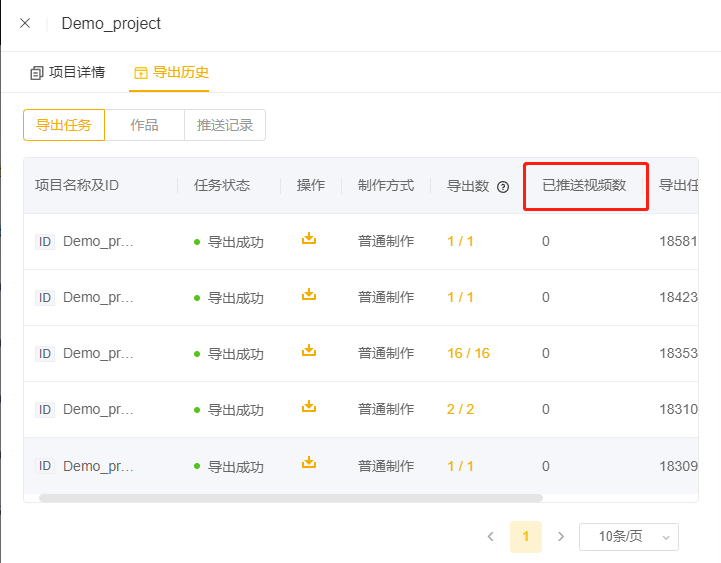 Demo_project
项目详情 导出历史
导出任务 作品 推送记录
项目名称及ID 任务状态 操作 制作方式 导出数 已推送视频数 导出任
ID Demo_pr... 导出成功 普通制作 1 / 1 0 18581
ID Demo_pr... 导出成功 普通制作 1 / 1 0 18423
ID Demo_pr... 导出成功 普通制作 16 / 16 0 18353
ID Demo_pr... 导出成功 普通制作 2 / 2 0 18310
ID Demo_pr... 导出成功 普通制作 1 / 1 0 18309
1 10条/页